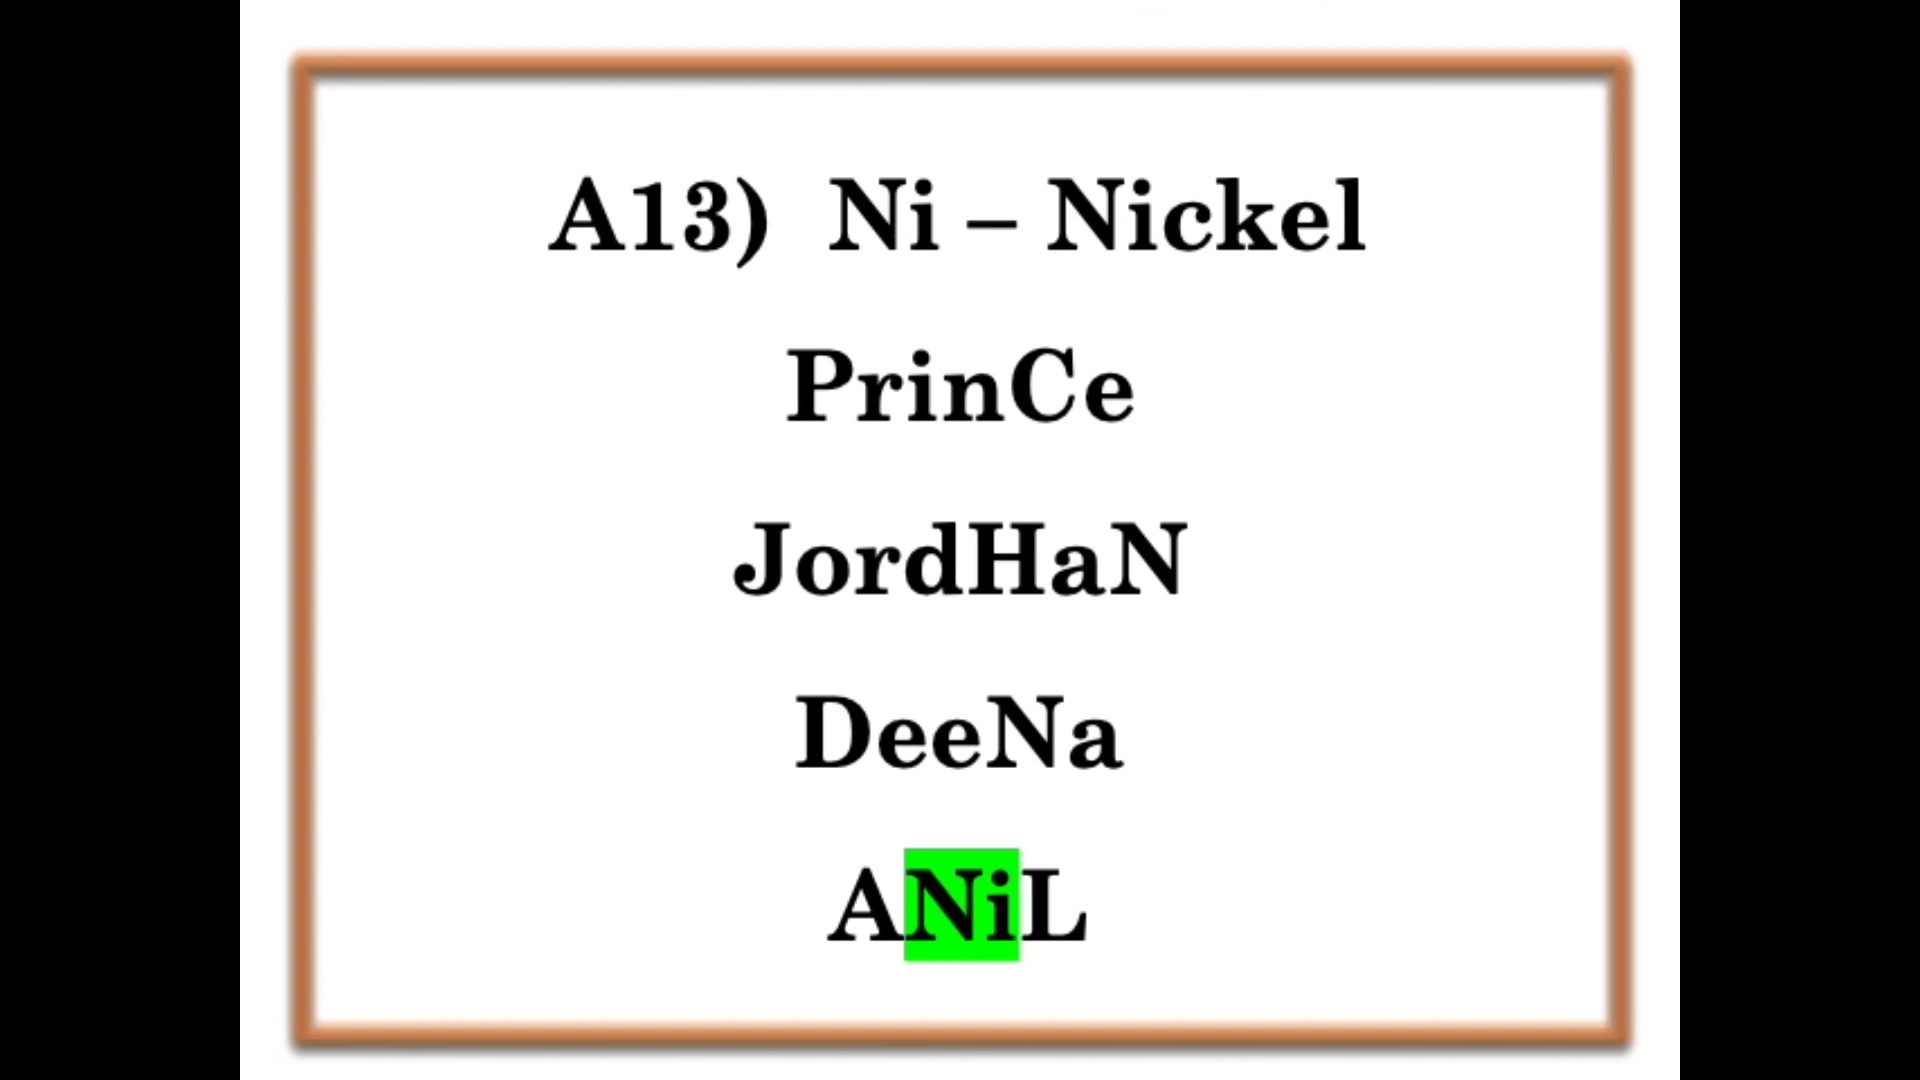 A13) Ni – Nickel
PrinCe
JordHaN
DeeNa
ANiL